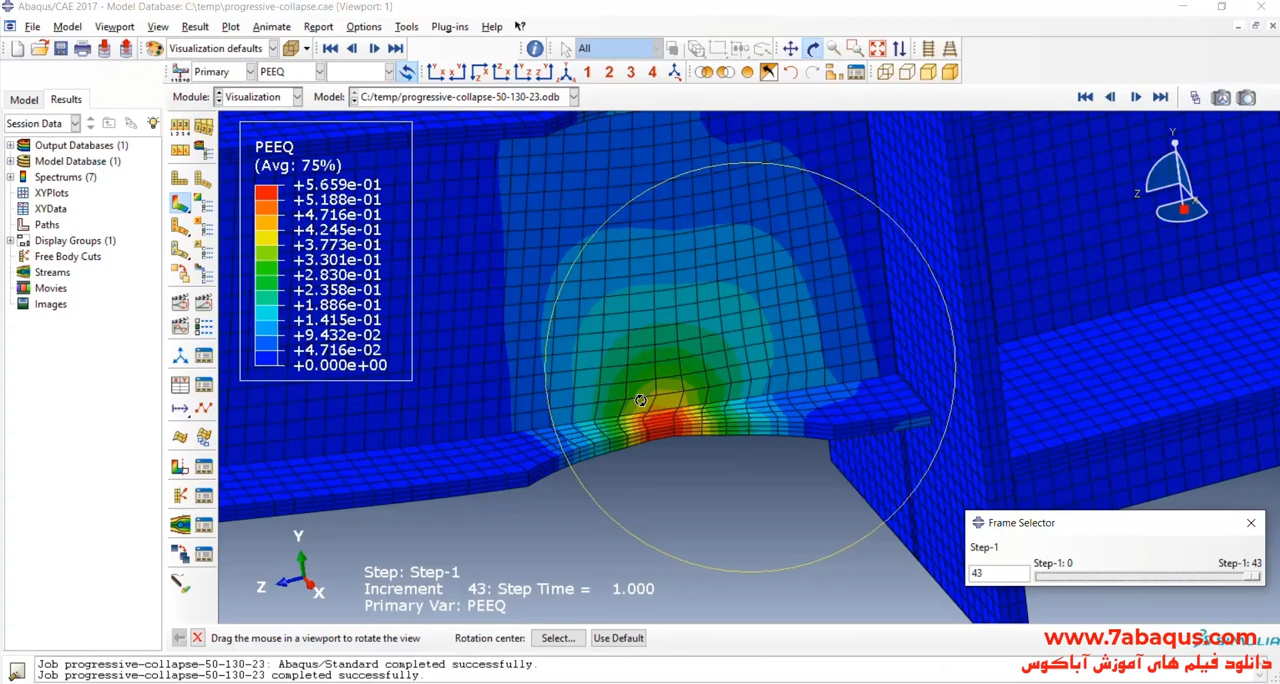 Abaqus/CAE 2017 - Model Database: C:\temp\progressive-collapse.cae [Viewport: 1]
File Model Viewport View Result Plot Animate Report Options Tools Plug-ins Help
Visualization defaults All
Primary PEEQ 1 2 3 4
Model Results Module: Visualization Model: C:/temp/progressive-collapse-50-130-23.odb
Session Data
Output Databases (1)
Model Database (1)
Spectrums (7)
XYPlots
XYData
Paths
Display Groups (1)
Free Body Cuts
Streams
Movies
Images
PEEQ
(Avg: 75%)
+5.659e-01
+5.188e-01
+4.716e-01
+4.245e-01
+3.773e-01
+3.301e-01
+2.830e-01
+2.358e-01
+1.886e-01
+1.415e-01
+9.432e-02
+4.716e-02
+0.000e+00
Y
Z
X
Y
Z
X
Step: Step-1
Increment 43: Step Time = 1.000
Primary Var: PEEQ
Frame Selector
Step-1
43 Step-1: 0 Step-1: 43
Drag the mouse in a viewport to rotate the view Rotation center: Select... Use Default
www.7abaqus.com
دانلود فیلم های آموزش آباکوس
Job progressive-collapse-50-130-23: Abaqus/Standard completed successfully.
Job progressive-collapse-50-130-23 completed successfully.